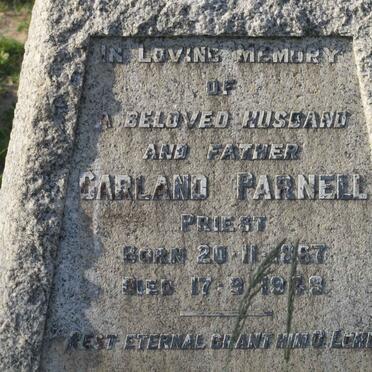 IN LOVING MEMORY
OF
A BELOVED HUSBAND
AND FATHER
GARLAND PARNELL
PRIEST
BORN 20·11·1867
DIED 17·9·1938
REST ETERNAL GRANT HIM O LORD